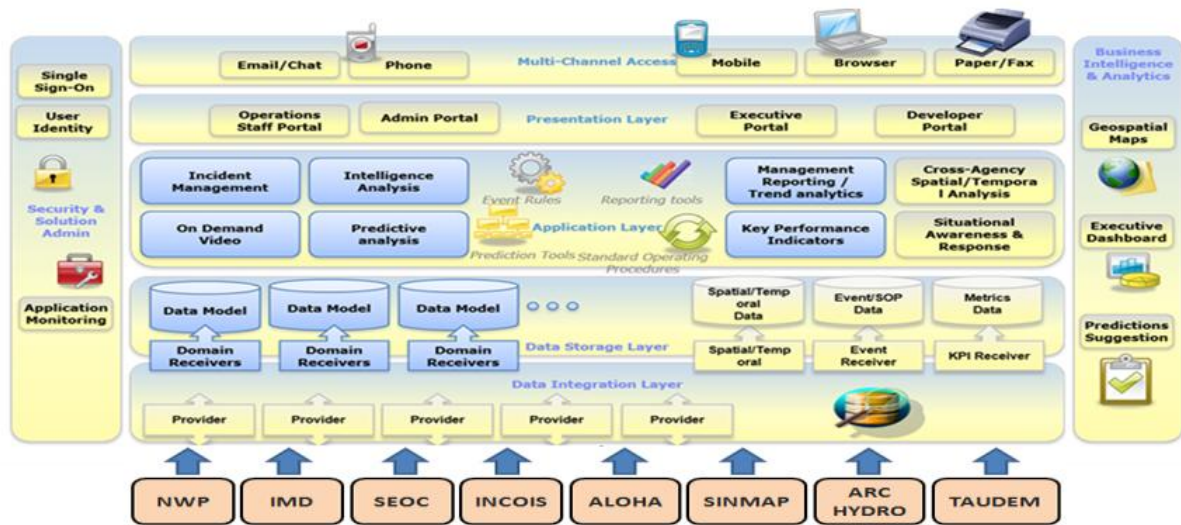 Single
Sign-On
User
Identity
Security &
Solution
Admin
Application
Monitoring
Email/Chat
Phone
Multi-Channel Access
Mobile
Browser
Paper/Fax
Operations
Staff Portal
Admin Portal
Presentation Layer
Executive
Portal
Developer
Portal
Incident
Management
Intelligence
Analysis
Event Rules
Reporting tools
Management
Reporting /
Trend analytics
Cross-Agency
Spatial/Tempora
l Analysis
On Demand
Video
Predictive
analysis
Application Layer
Prediction Tools
Standard Operating
Procedures
Key Performance
Indicators
Situational
Awareness &
Response
Data Model
Data Model
Data Model
Spatial/Temp
oral
Data
Event/SOP
Data
Metrics
Data
Domain
Receivers
Domain
Receivers
Domain
Receivers
Data Storage Layer
Spatial/Temp
oral
Event
Receiver
KPI Receiver
Data Integration Layer
Provider
Provider
Provider
Provider
Provider
Business
Intelligence
& Analytics
Geospatial
Maps
Executive
Dashboard
Predictions
Suggestion
NWP
IMD
SEOC
INCOIS
ALOHA
SINMAP
ARC
HYDRO
TAUDEM